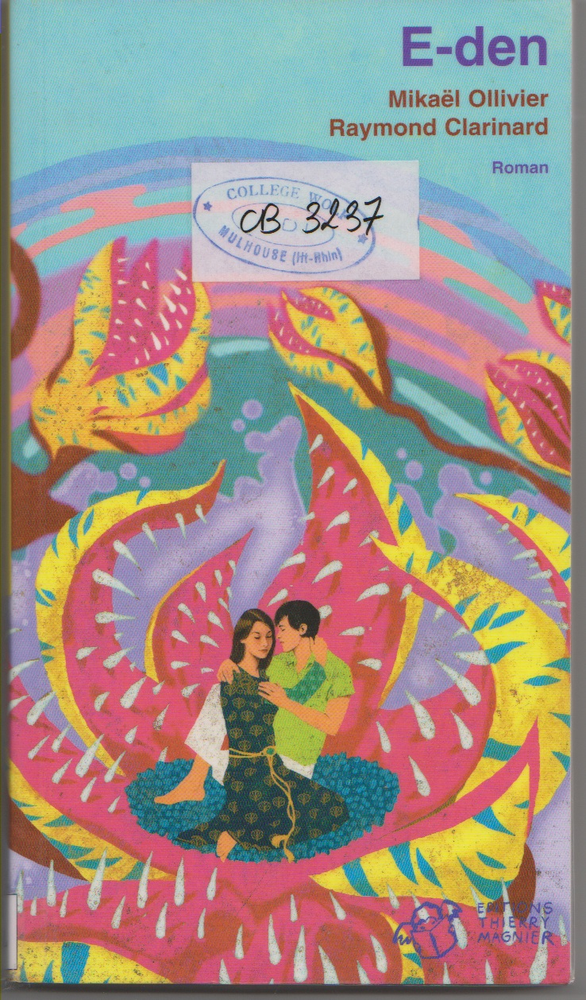 E-den
Mikaël Ollivier
Raymond Clarinard
Roman
COLLEGE
CB 3237
MULHOUSE (Ht-Rhin)
EDITIONS
THIERRY
MAGNIER